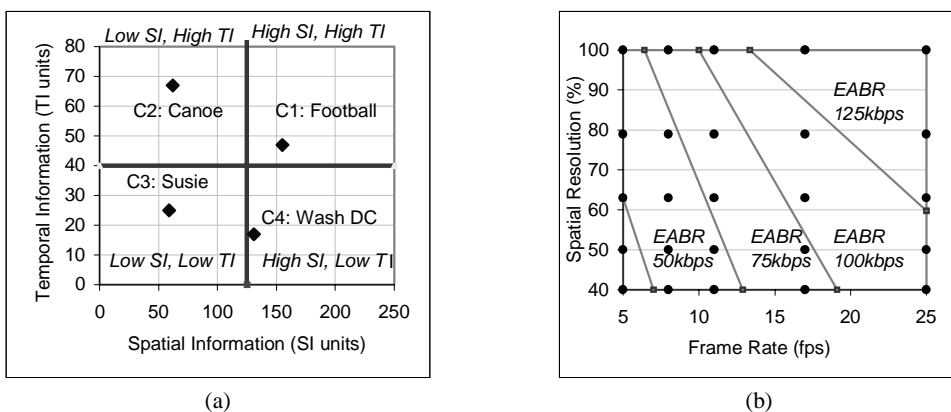 Low SI, High TI
High SI, High TI
80
70
60
50
40
30
20
10
0
C2: Canoe
C1: Football
C3: Susie
C4: Wash DC
Low SI, Low TI
High SI, Low TI
0
50
100
150
200
250
Temporal Information (TI units)
Spatial Information (SI units)
(a)
100
90
80
70
60
50
40
EABR
125kbps
EABR
50kbps
EABR
75kbps
EABR
100kbps
5
10
15
20
25
Spatial Resolution (%)
Frame Rate (fps)
(b)